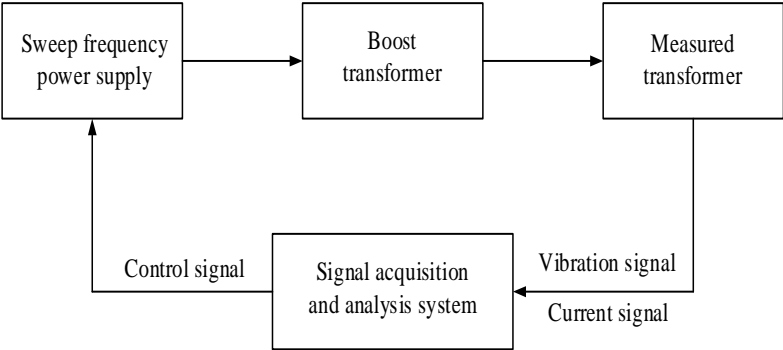 Sweep frequency
power supply
Boost
transformer
Measured
transformer
Control signal
Signal acquisition
and analysis system
Vibration signal
Current signal